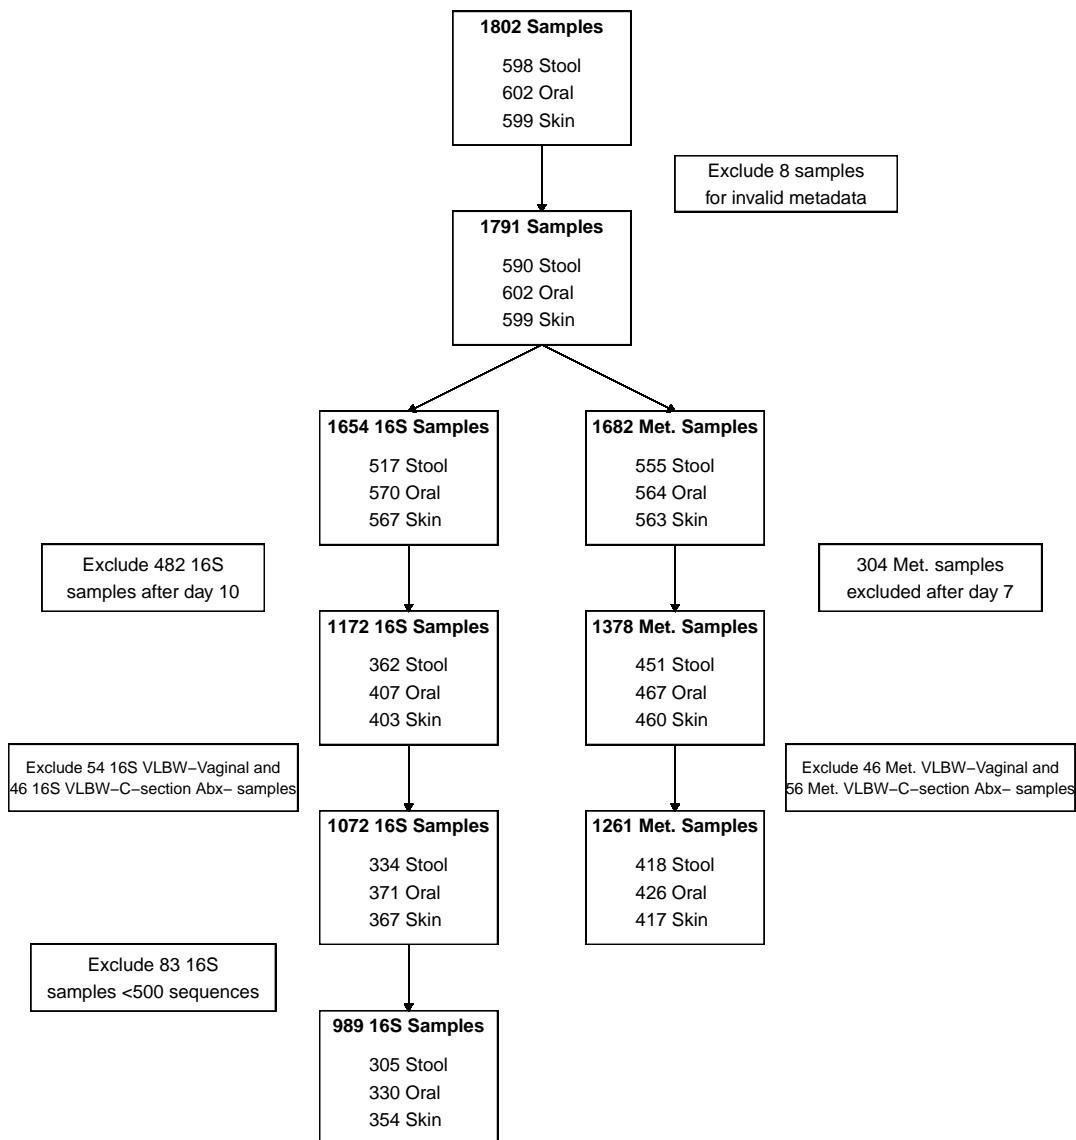 1802 Samples
598 Stool
602 Oral
599 Skin
Exclude 8 samples
for invalid metadata
1791 Samples
590 Stool
602 Oral
599 Skin
1654 16S Samples
517 Stool
570 Oral
567 Skin
1682 Met. Samples
555 Stool
564 Oral
563 Skin
Exclude 482 16S
samples after day 10
304 Met. samples
excluded after day 7
1172 16S Samples
362 Stool
407 Oral
403 Skin
1378 Met. Samples
451 Stool
467 Oral
460 Skin
Exclude 54 16S VLBW−Vaginal and
46 16S VLBW−C−section Abx− samples
Exclude 46 Met. VLBW−Vaginal and
56 Met. VLBW−C−section Abx− samples
1072 16S Samples
334 Stool
371 Oral
367 Skin
1261 Met. Samples
418 Stool
426 Oral
417 Skin
Exclude 83 16S
samples <500 sequences
989 16S Samples
305 Stool
330 Oral
354 Skin